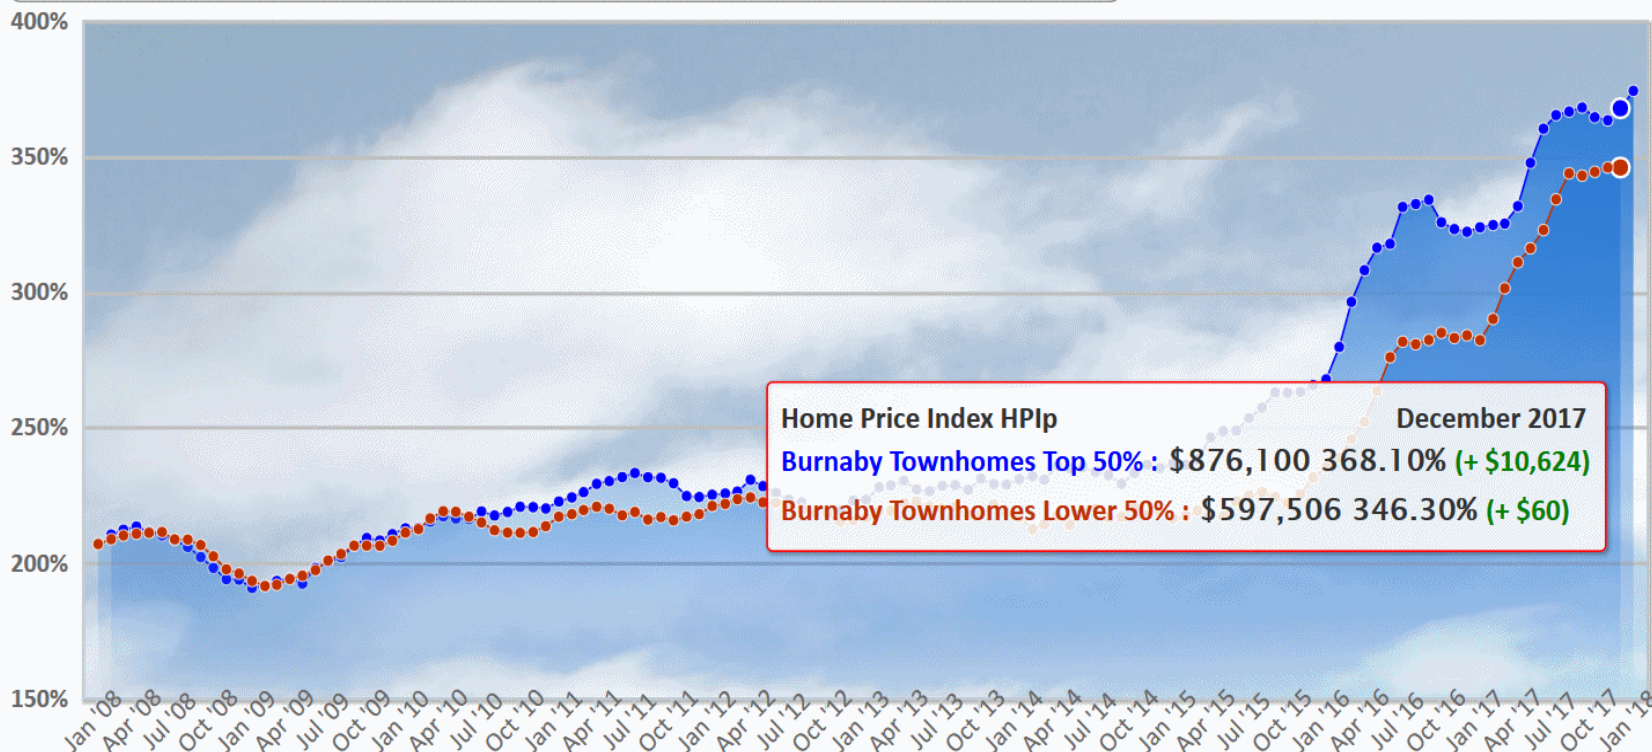 400%
350%
300%
250%
200%
150%
Home Price Index HPIp December 2017
Burnaby Townhomes Top 50% : $876,100 368.10% (+ $10,624)
Burnaby Townhomes Lower 50% : $597,506 346.30% (+ $60)
Jan '08 Apr '08 Jul '08 Oct '08 Jan '09 Apr '09 Jul '09 Oct '09 Jan '10 Apr '10 Jul '10 Oct '10 Jan '11 Apr '11 Jul '11 Oct '11 Jan '12 Apr '12 Jul '12 Oct '12 Jan '13 Apr '13 Jul '13 Oct '13 Jan '14 Apr '14 Jul '14 Oct '14 Jan '15 Apr '15 Jul '15 Oct '15 Jan '16 Apr '16 Jul '16 Oct '16 Jan '17 Apr '17 Jul '17 Oct '17 Jan '18